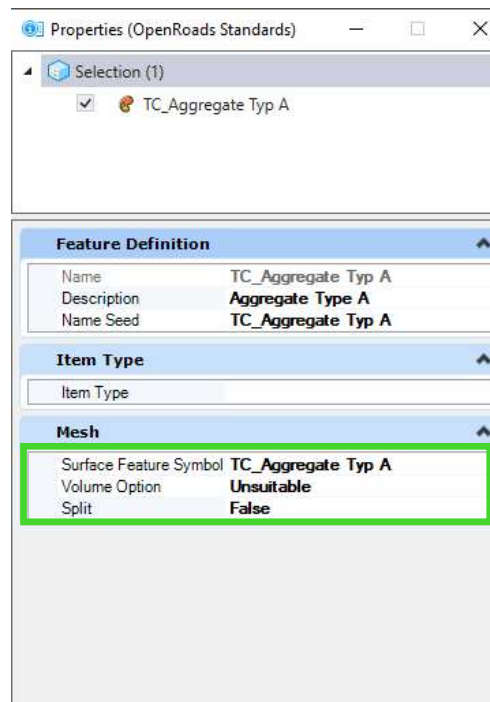 Properties (OpenRoads Standards)
Selection (1)
TC_Aggregate Typ A
Feature Definition
Name TC_Aggregate Typ A
Description Aggregate Type A
Name Seed TC_Aggregate Typ A
Item Type
Item Type
Mesh
Surface Feature Symbol TC_Aggregate Typ A
Volume Option Unsuitable
Split False